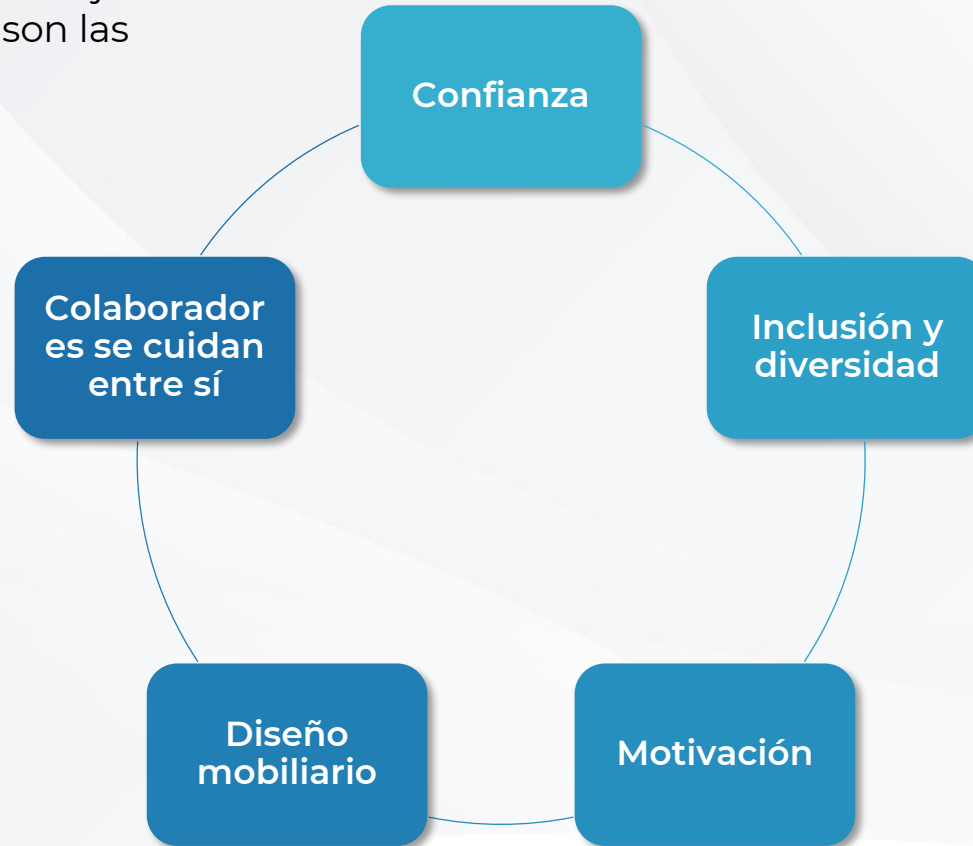 son las
Confianza
Inclusión y
diversidad
Motivación
Diseño
mobiliario
Colaborador
es se cuidan
entre sí